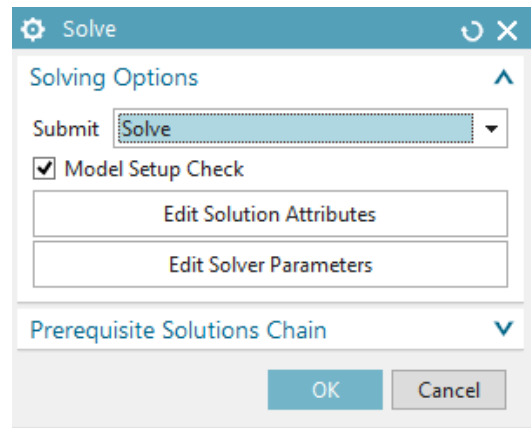 Solve
Solving Options
Submit Solve
Model Setup Check
Edit Solution Attributes
Edit Solver Parameters
Prerequisite Solutions Chain
OK Cancel